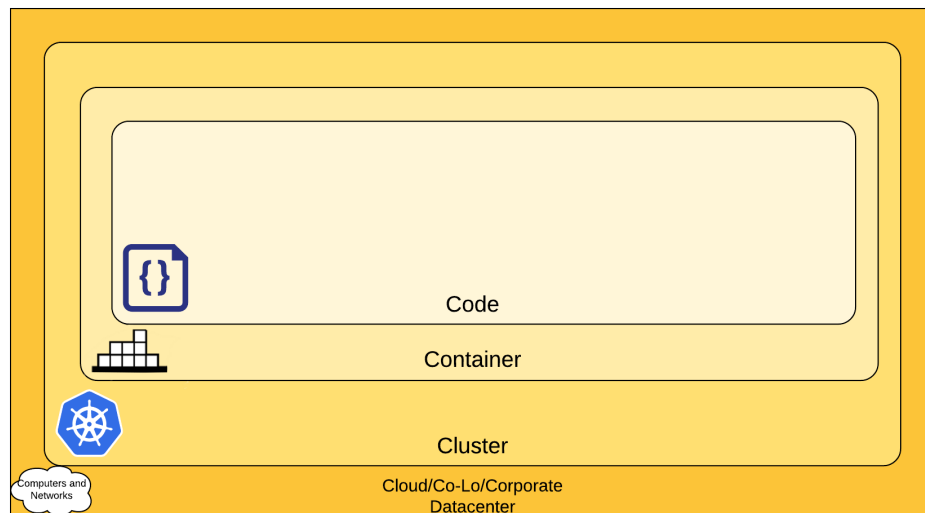 {}
Code
Container
Cluster
Computers and
Networks
Cloud/Co-Lo/Corporate
Datacenter